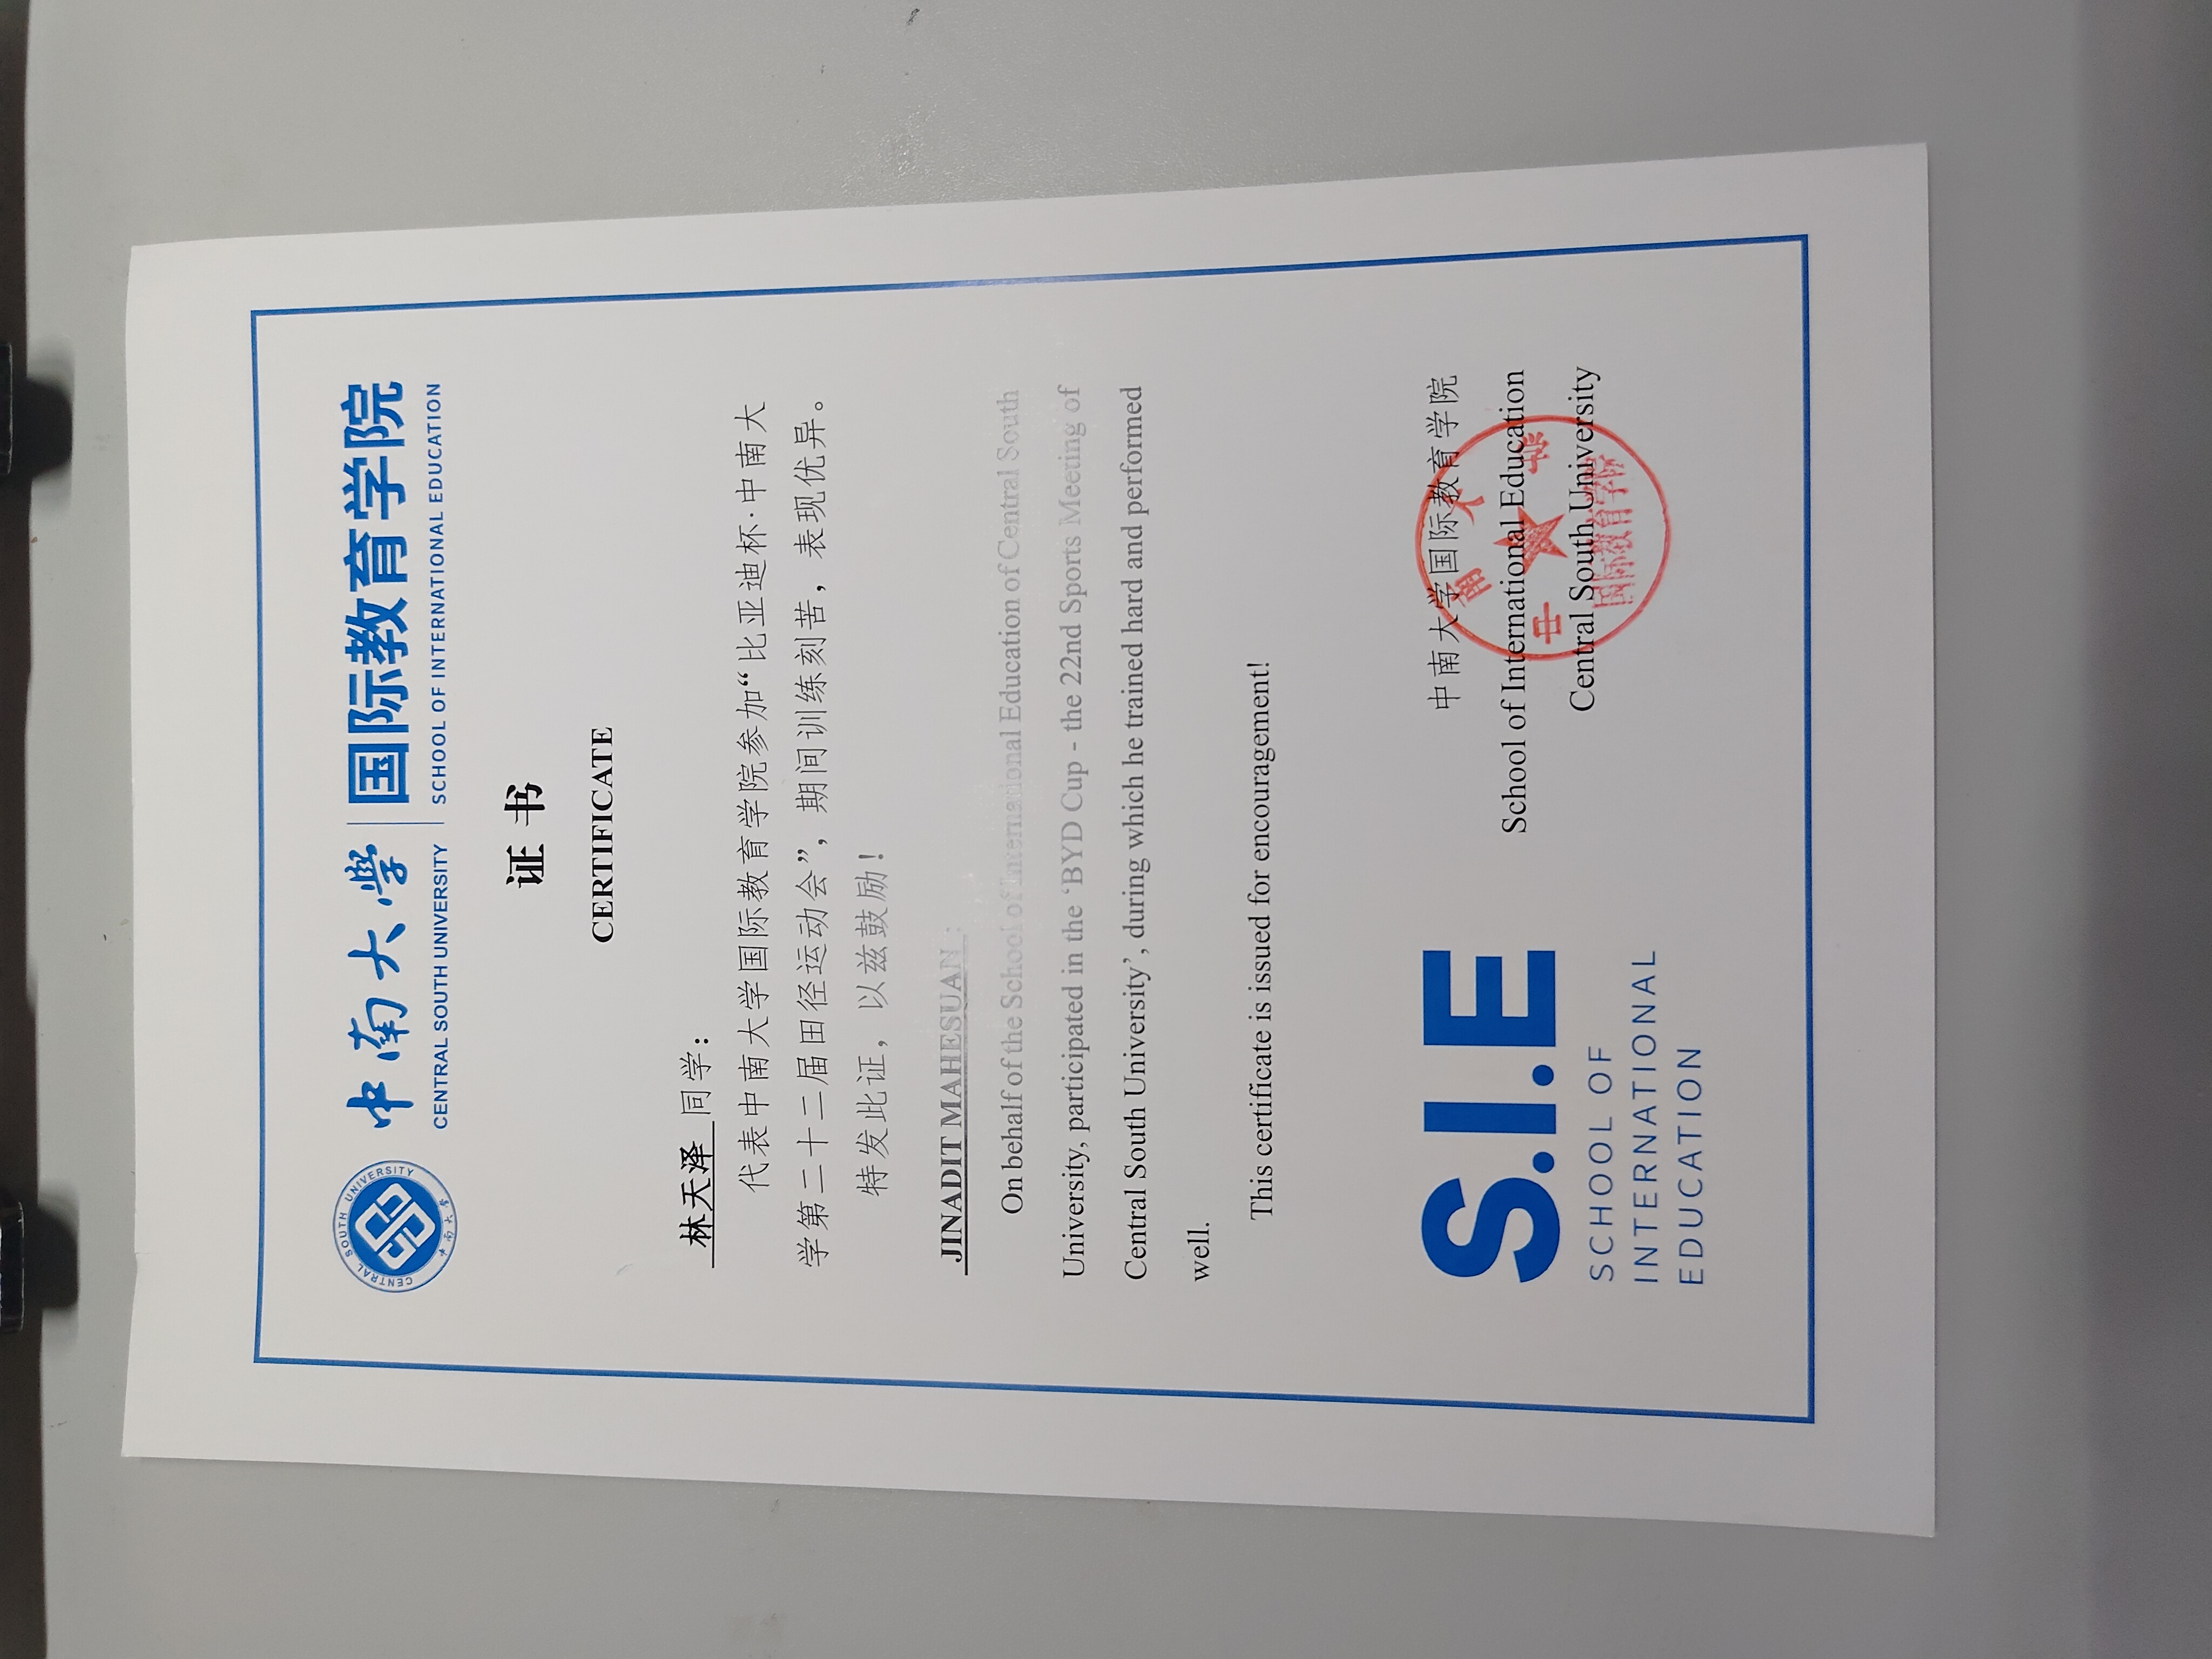 CENTRAL SOUTH UNIVERSITY
中南大学
中南大學
CENTRAL SOUTH UNIVERSITY
国际教育学院
SCHOOL OF INTERNATIONAL EDUCATION
证书
CERTIFICATE
林天泽 同学：
代表中南大学国际教育学院参加“比亚迪杯·中南大
学第二十二届田径运动会”，期间训练刻苦，表现优异。
特发此证，以兹鼓励！
JINADIT MAHESUAN :
On behalf of the School of International Education of Central South
University, participated in the ‘BYD Cup - the 22nd Sports Meeting of
Central South University’, during which he trained hard and performed
well.
This certificate is issued for encouragement!
S.I.E
SCHOOL OF
INTERNATIONAL
EDUCATION
中南大学国际教育学院
School of International Education
Central South University
中南大学
国际教育学院